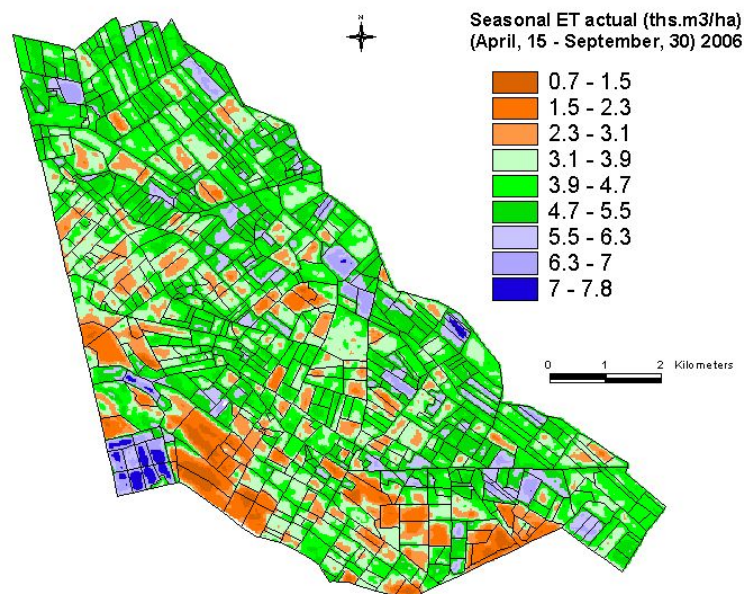 N
Seasonal ET actual (ths.m3/ha)
(April, 15 - September, 30) 2006
0.7 - 1.5
1.5 - 2.3
2.3 - 3.1
3.1 - 3.9
3.9 - 4.7
4.7 - 5.5
5.5 - 6.3
6.3 - 7
7 - 7.8
0 1 2 Kilometers